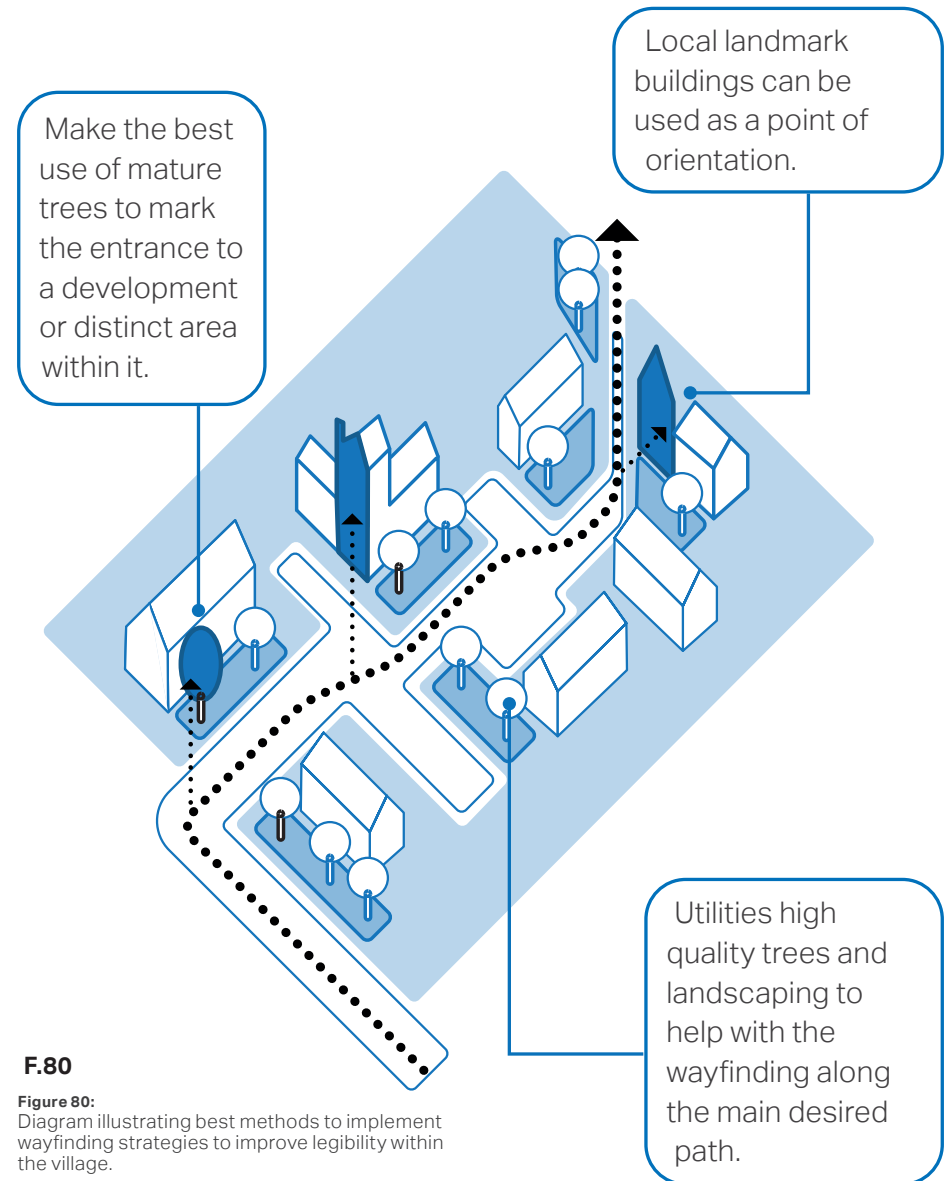 Local landmark
buildings can be
used as a point of
orientation.
Make the best
use of mature
trees to mark
the entrance to
a development
or distinct area
within it.
Utilities high
quality trees and
landscaping to
help with the
wayfinding along
the main desired
path.
F.80
Figure 80:
Diagram illustrating best methods to implement
wayfinding strategies to improve legibility within
the village.